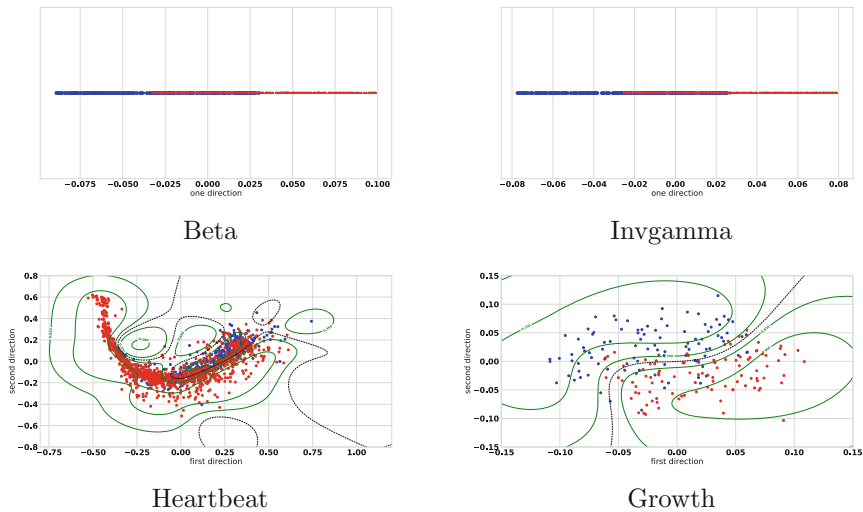 −0.075 −0.050 −0.025 0.000 0.025 0.050 0.075 0.100
one direction
Beta
−0.08 −0.06 −0.04 −0.02 0.00 0.02 0.04 0.06 0.08
one direction
Invgamma
0.8
0.6
0.4
0.2
0.0
−0.2
−0.4
−0.6
−0.8
second direction
−0.75 −0.50 −0.25 0.00 0.25 0.50 0.75 1.00
first direction
Heartbeat
0.15
0.10
0.05
0.00
−0.05
−0.10
−0.15
second direction
−0.15 −0.10 −0.05 0.00 0.05 0.10 0.15
first direction
Growth